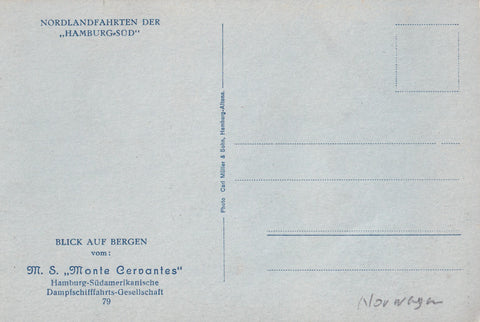 NORDLANDFAHRTEN DER
„HAMBURG-SÜD"
Photo Carl Müller & Sohn, Hamburg-Altona.
BLICK AUF BERGEN
vom:
M. S. „Monte Cervantes"
Hamburg-Südamerikanische
Dampfschifffahrts-Gesellschaft
79
Norwegen